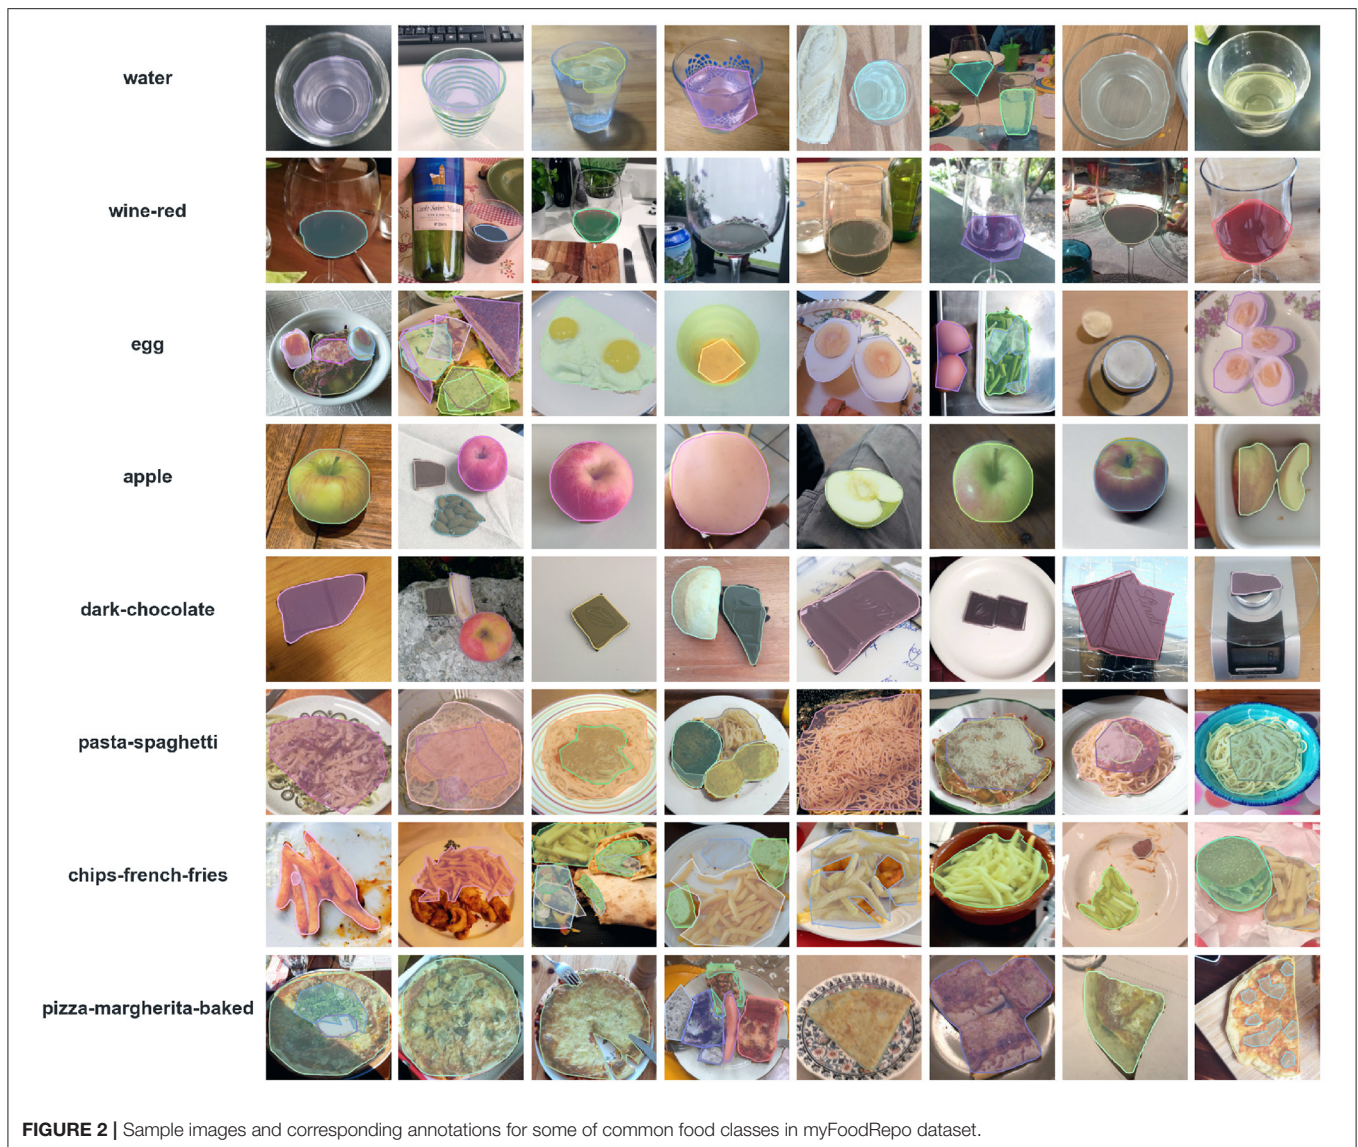 water
wine-red
egg
apple
dark-chocolate
pasta-spaghetti
chips-french-fries
pizza-margherita-baked
FIGURE 2 | Sample images and corresponding annotations for some of common food classes in myFoodRepo dataset.